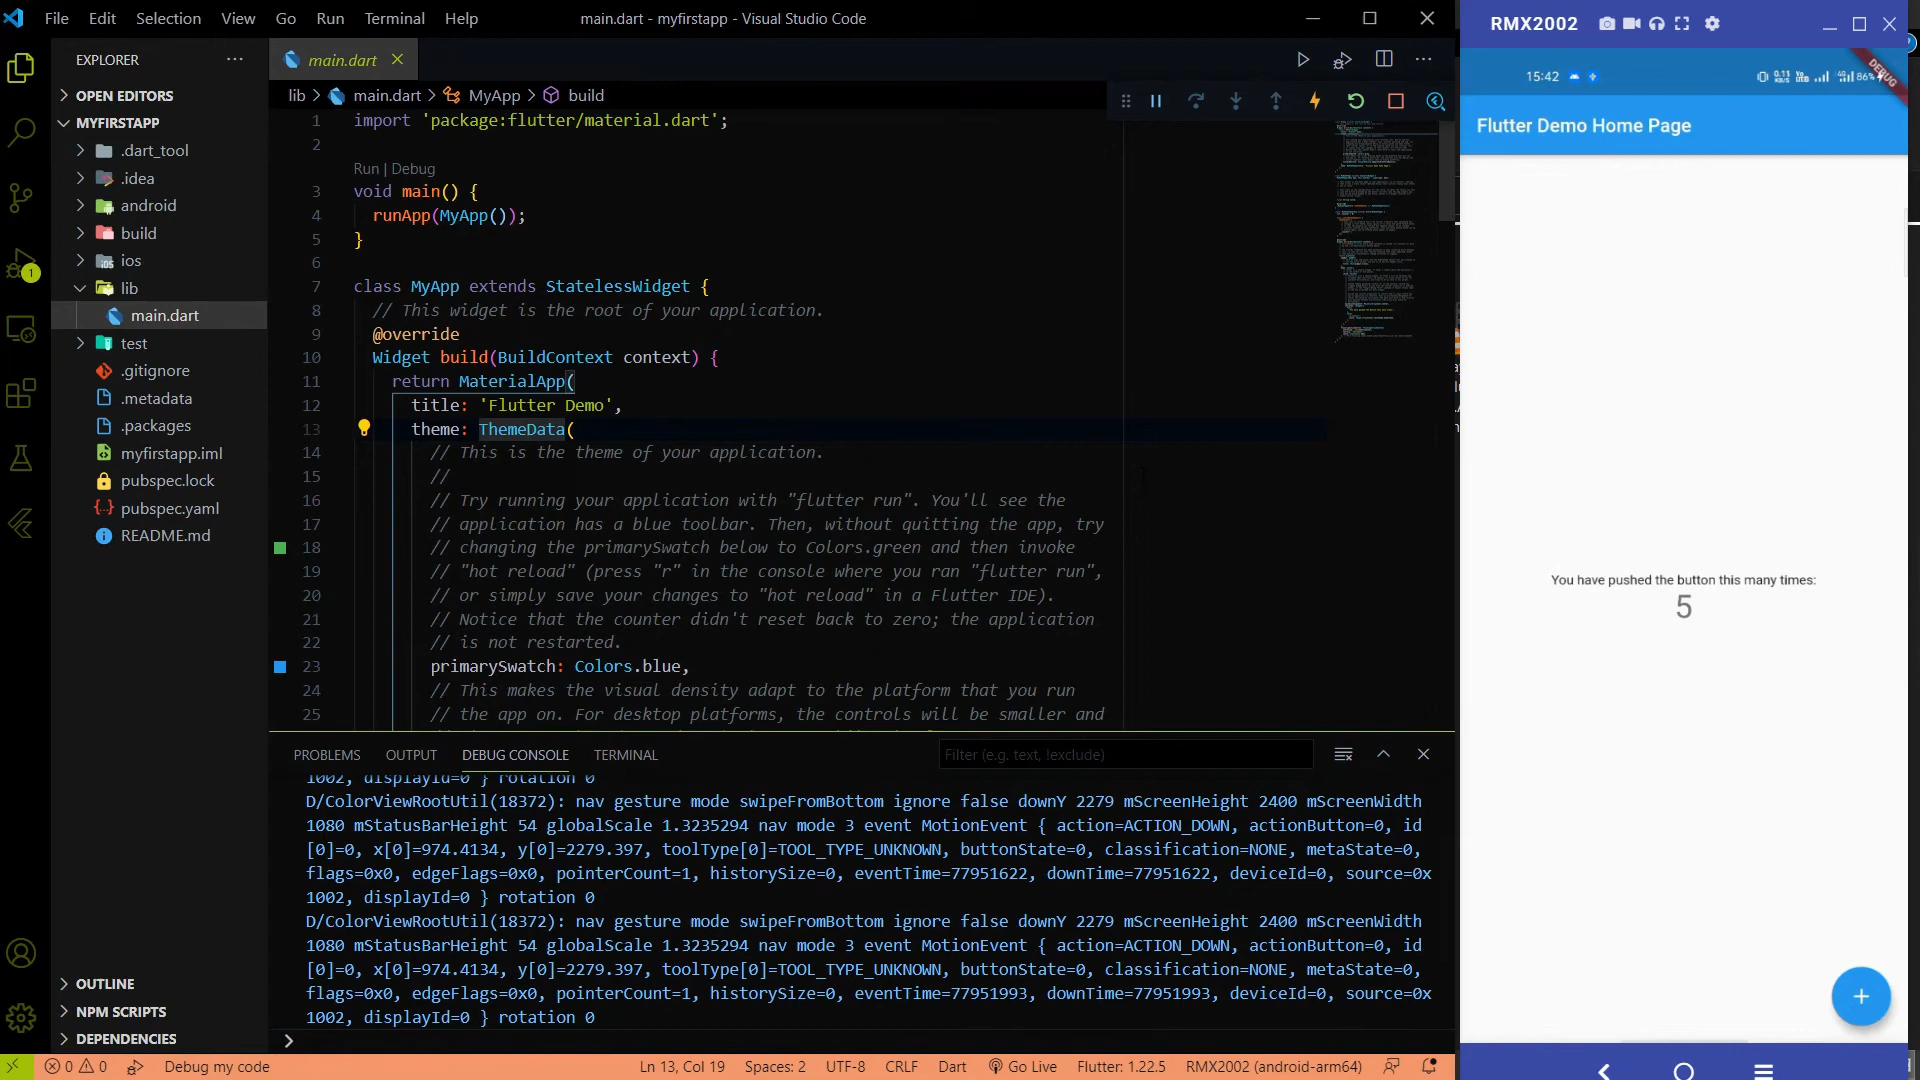 File Edit Selection View Go Run Terminal Help
main.dart - myfirstapp - Visual Studio Code
RMX2002
EXPLORER
main.dart
15:42
0.11
KB/S
86%
DEBUG
OPEN EDITORS
MYFIRSTAPP
.dart_tool
.idea
android
build
ios
lib
main.dart
test
.gitignore
.metadata
.packages
myfirstapp.iml
pubspec.lock
pubspec.yaml
README.md
OUTLINE
NPM SCRIPTS
DEPENDENCIES
1
lib > main.dart > MyApp > build
1 import 'package:flutter/material.dart';
2
Run | Debug
3 void main() {
4 runApp(MyApp());
5 }
6
7 class MyApp extends StatelessWidget {
8 // This widget is the root of your application.
9 @override
10 Widget build(BuildContext context) {
11 return MaterialApp(
12 title: 'Flutter Demo',
13 theme: ThemeData(
14 // This is the theme of your application.
15 //
16 // Try running your application with "flutter run". You'll see the
17 // application has a blue toolbar. Then, without quitting the app, try
18 // changing the primarySwatch below to Colors.green and then invoke
19 // "hot reload" (press "r" in the console where you ran "flutter run",
20 // or simply save your changes to "hot reload" in a Flutter IDE).
21 // Notice that the counter didn't reset back to zero; the application
22 // is not restarted.
23 primarySwatch: Colors.blue,
24 // This makes the visual density adapt to the platform that you run
25 // the app on. For desktop platforms, the controls will be smaller and
PROBLEMS OUTPUT DEBUG CONSOLE TERMINAL
Filter (e.g. text, !exclude)
1002, displayId=0 } rotation 0
D/ColorViewRootUtil(18372): nav gesture mode swipeFromBottom ignore false downY 2279 mScreenHeight 2400 mScreenWidth
1080 mStatusBarHeight 54 globalScale 1.3235294 nav mode 3 event MotionEvent { action=ACTION_DOWN, actionButton=0, id
[0]=0, x[0]=974.4134, y[0]=2279.397, toolType[0]=TOOL_TYPE_UNKNOWN, buttonState=0, classification=NONE, metaState=0,
flags=0x0, edgeFlags=0x0, pointerCount=1, historySize=0, eventTime=77951622, downTime=77951622, deviceId=0, source=0x
1002, displayId=0 } rotation 0
D/ColorViewRootUtil(18372): nav gesture mode swipeFromBottom ignore false downY 2279 mScreenHeight 2400 mScreenWidth
1080 mStatusBarHeight 54 globalScale 1.3235294 nav mode 3 event MotionEvent { action=ACTION_DOWN, actionButton=0, id
[0]=0, x[0]=974.4134, y[0]=2279.397, toolType[0]=TOOL_TYPE_UNKNOWN, buttonState=0, classification=NONE, metaState=0,
flags=0x0, edgeFlags=0x0, pointerCount=1, historySize=0, eventTime=77951993, downTime=77951993, deviceId=0, source=0x
1002, displayId=0 } rotation 0
0 0 Debug my code
Ln 13, Col 19 Spaces: 2 UTF-8 CRLF Dart Go Live Flutter: 1.22.5 RMX2002 (android-arm64)
Flutter Demo Home Page
You have pushed the button this many times:
5